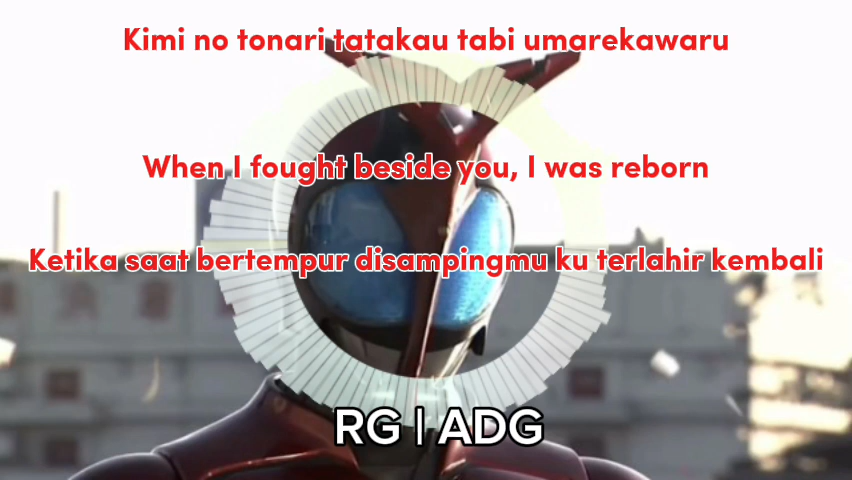 Kimi no tonari tatakau tabi umarekawaru
When I fought beside you, I was reborn
Ketika saat bertempur disampingmu ku terlahir kembali
RG | ADG